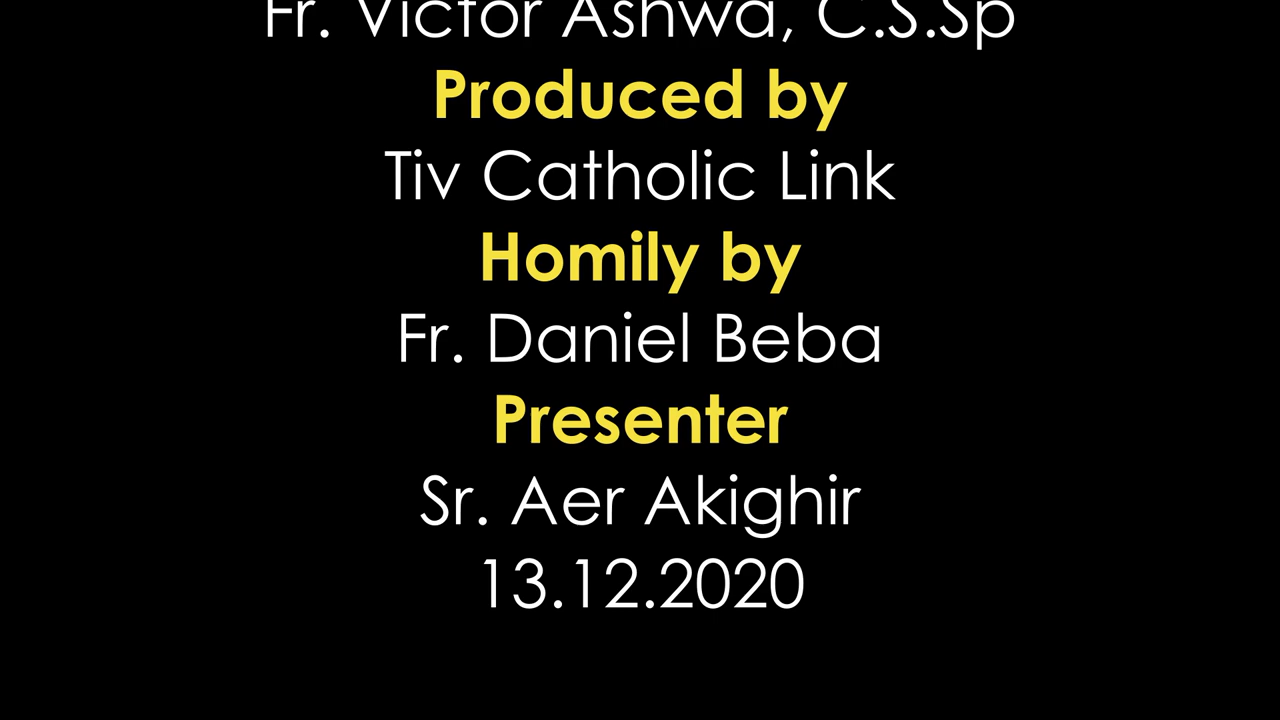 Fr. Victor Ashwa, C.S.Sp
Produced by
Tiv Catholic Link
Homily by
Fr. Daniel Beba
Presenter
Sr. Aer Akighir
13.12.2020